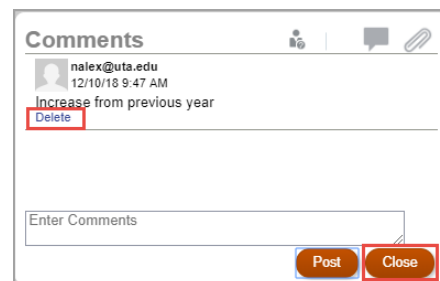 Comments
nalex@uta.edu
12/10/18 9:47 AM
Increase from previous year
Delete
Enter Comments
Post Close